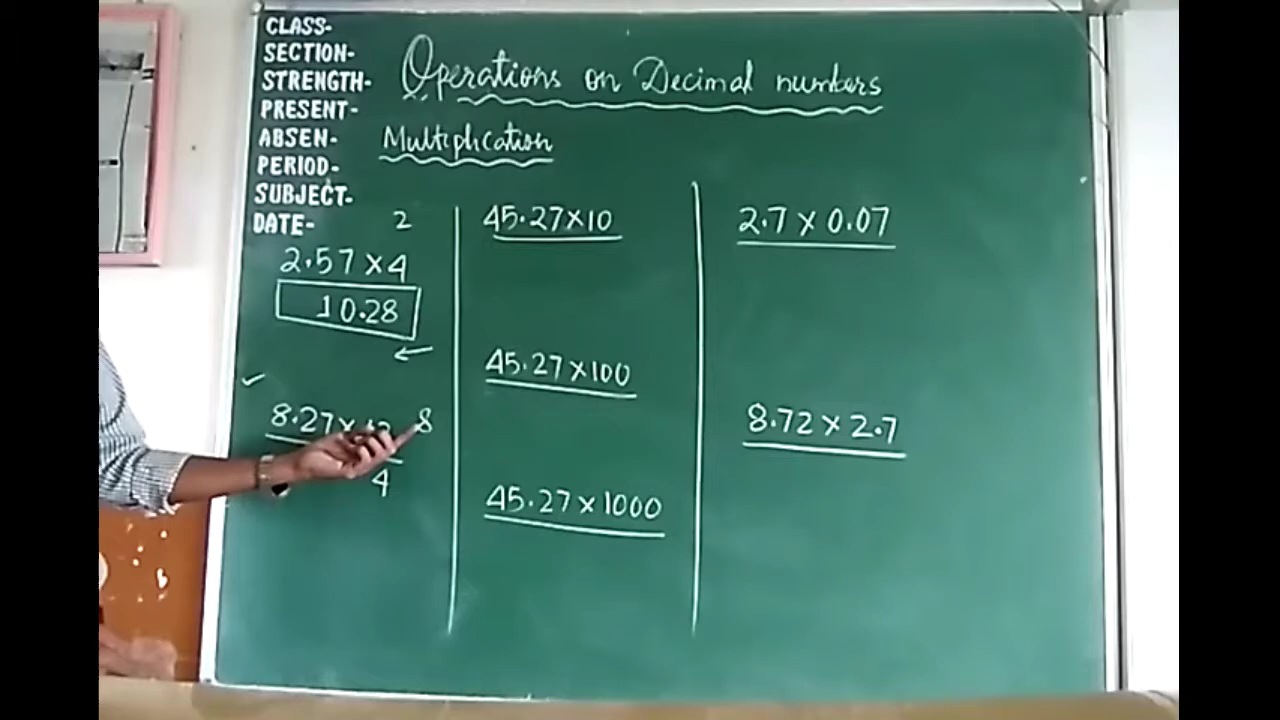 CLASS-
SECTION-
STRENGTH-
PRESENT-
ABSEN-
PERIOD-
SUBJECT-
DATE-
Operations on Decimal numbers
Multiplication
2
2.57 × 4
10.28
←
✓
8.27 ×
8
4
45.27 × 10
45.27 × 100
45.27 × 1000
2.7 × 0.07
8.72 × 2.7